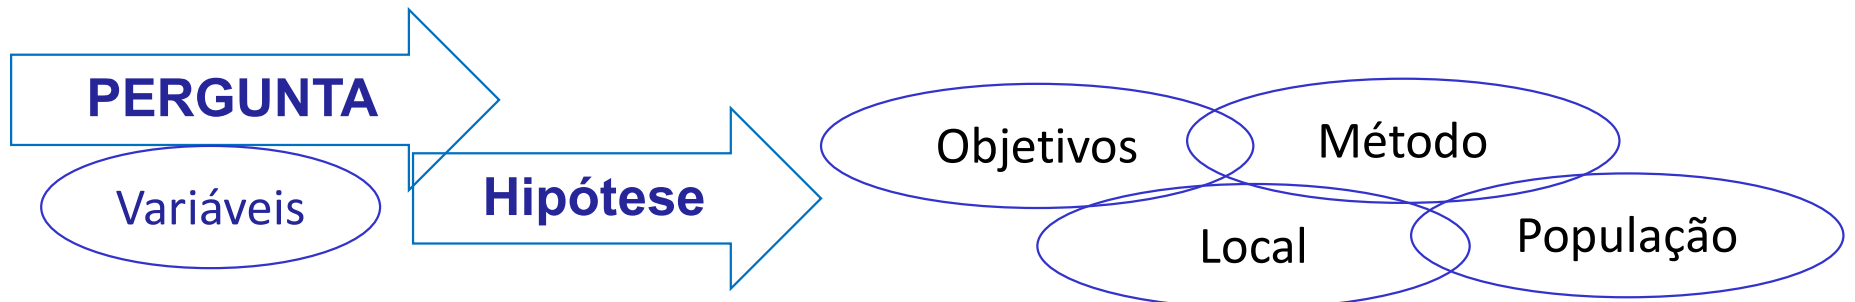 PERGUNTA
Variáveis
Hipótese
Objetivos
Método
Local
População